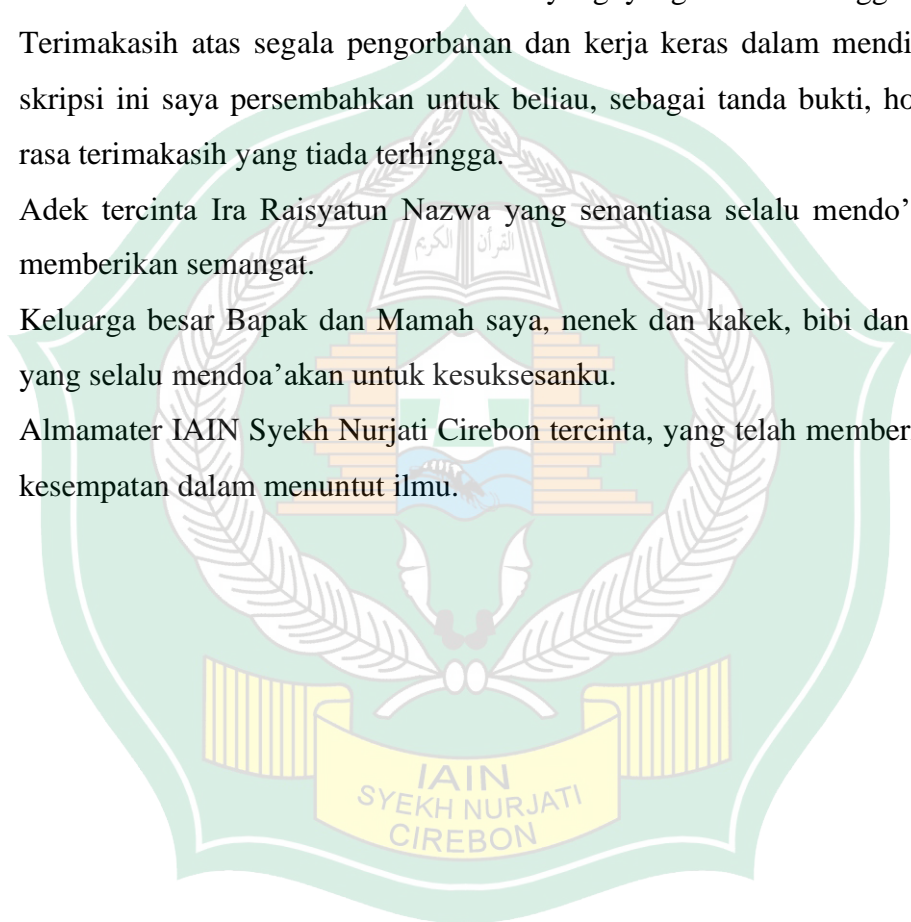 Terimakasih atas segala pengorbanan dan kerja keras dalam mendi
skripsi ini saya persembahkan untuk beliau, sebagai tanda bukti, ho
rasa terimakasih yang tiada terhingga.
Adek tercinta Ira Raisyatun Nazwa yang senantiasa selalu mendo’
memberikan semangat.
القرأن الكريم
Keluarga besar Bapak dan Mamah saya, nenek dan kakek, bibi dan
yang selalu mendoa’akan untuk kesuksesanku.
Almamater IAIN Syekh Nurjati Cirebon tercinta, yang telah member
kesempatan dalam menuntut ilmu.
IAIN
SYEKH NURJATI
CIREBON